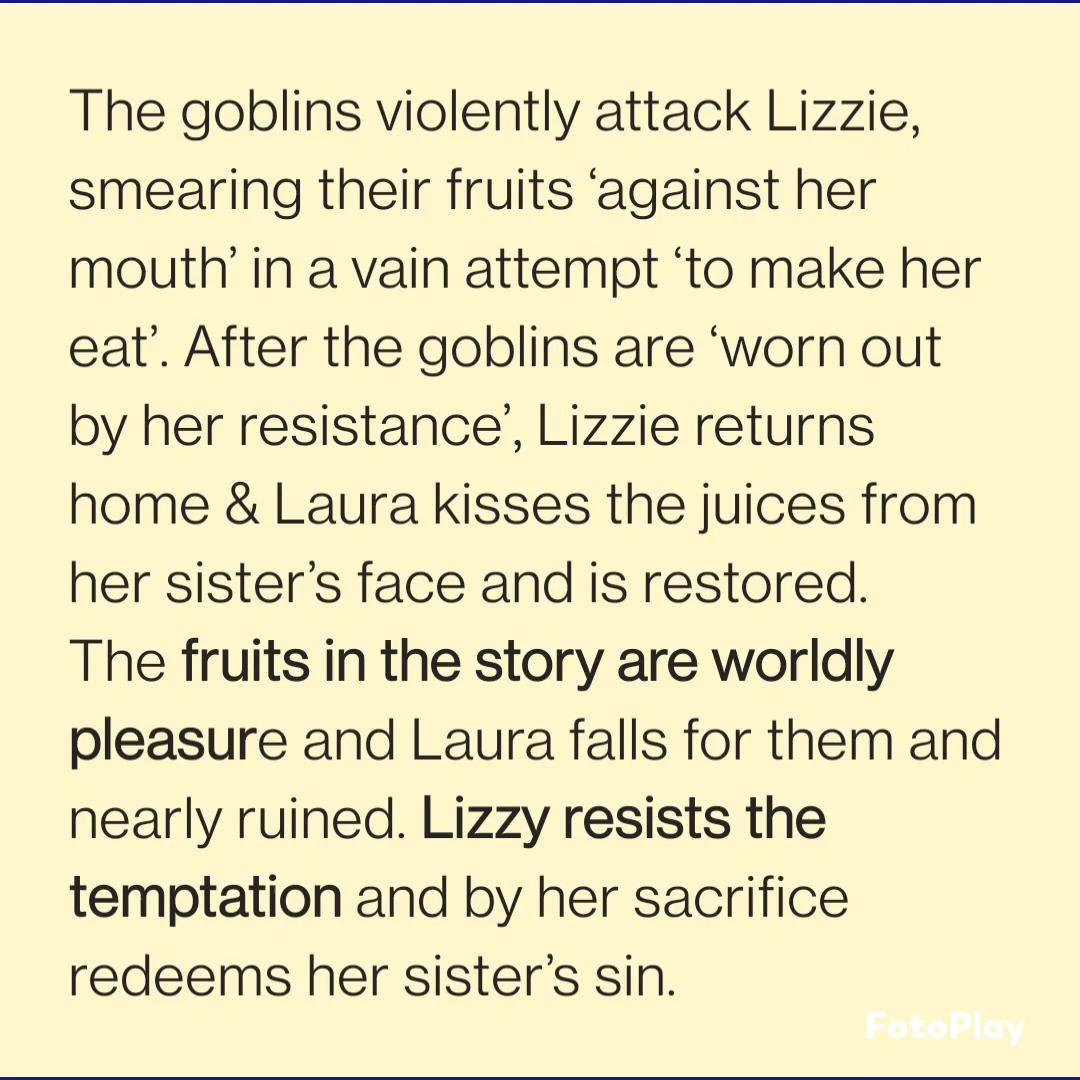 The goblins violently attack Lizzie,
smearing their fruits ‘against her
mouth’ in a vain attempt ‘to make her
eat’. After the goblins are ‘worn out
by her resistance’, Lizzie returns
home & Laura kisses the juices from
her sister’s face and is restored.
The fruits in the story are worldly
pleasure and Laura falls for them and
nearly ruined. Lizzy resists the
temptation and by her sacrifice
redeems her sister’s sin.
FotoPlay